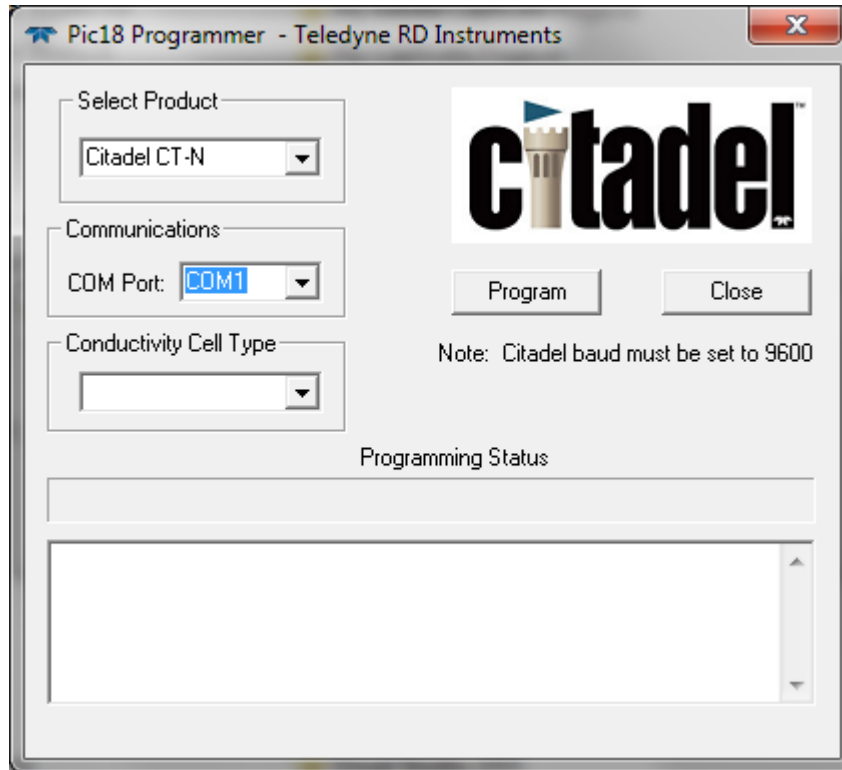 Pic18 Programmer - Teledyne RD Instruments
Select Product
Citadel CT-N
citadel™
Communications
COM Port: COM1
Program
Close
Conductivity Cell Type
Note: Citadel baud must be set to 9600
Programming Status